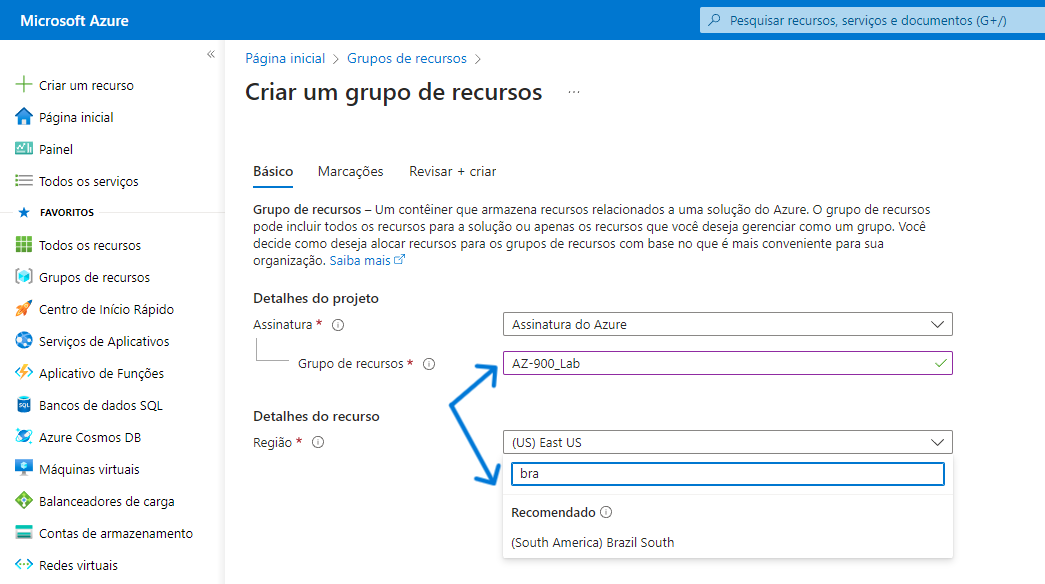 Microsoft Azure
Pesquisar recursos, serviços e documentos (G+/)
«
Criar um recurso
Página inicial
Painel
Todos os serviços
FAVORITOS
Todos os recursos
Grupos de recursos
Centro de Início Rápido
Serviços de Aplicativos
Aplicativo de Funções
Bancos de dados SQL
Azure Cosmos DB
Máquinas virtuais
Balanceadores de carga
Contas de armazenamento
Redes virtuais
Página inicial > Grupos de recursos >
Criar um grupo de recursos ...
Básico Marcações Revisar + criar
Grupo de recursos – Um contêiner que armazena recursos relacionados a uma solução do Azure. O grupo de recursos
pode incluir todos os recursos para a solução ou apenas os recursos que você deseja gerenciar como um grupo. Você
decide como deseja alocar recursos para os grupos de recursos com base no que é mais conveniente para sua
organização. Saiba mais
Detalhes do projeto
Assinatura * Assinatura do Azure
Grupo de recursos * AZ-900_Lab
Detalhes do recurso
Região * (US) East US
bra
Recomendado
(South America) Brazil South